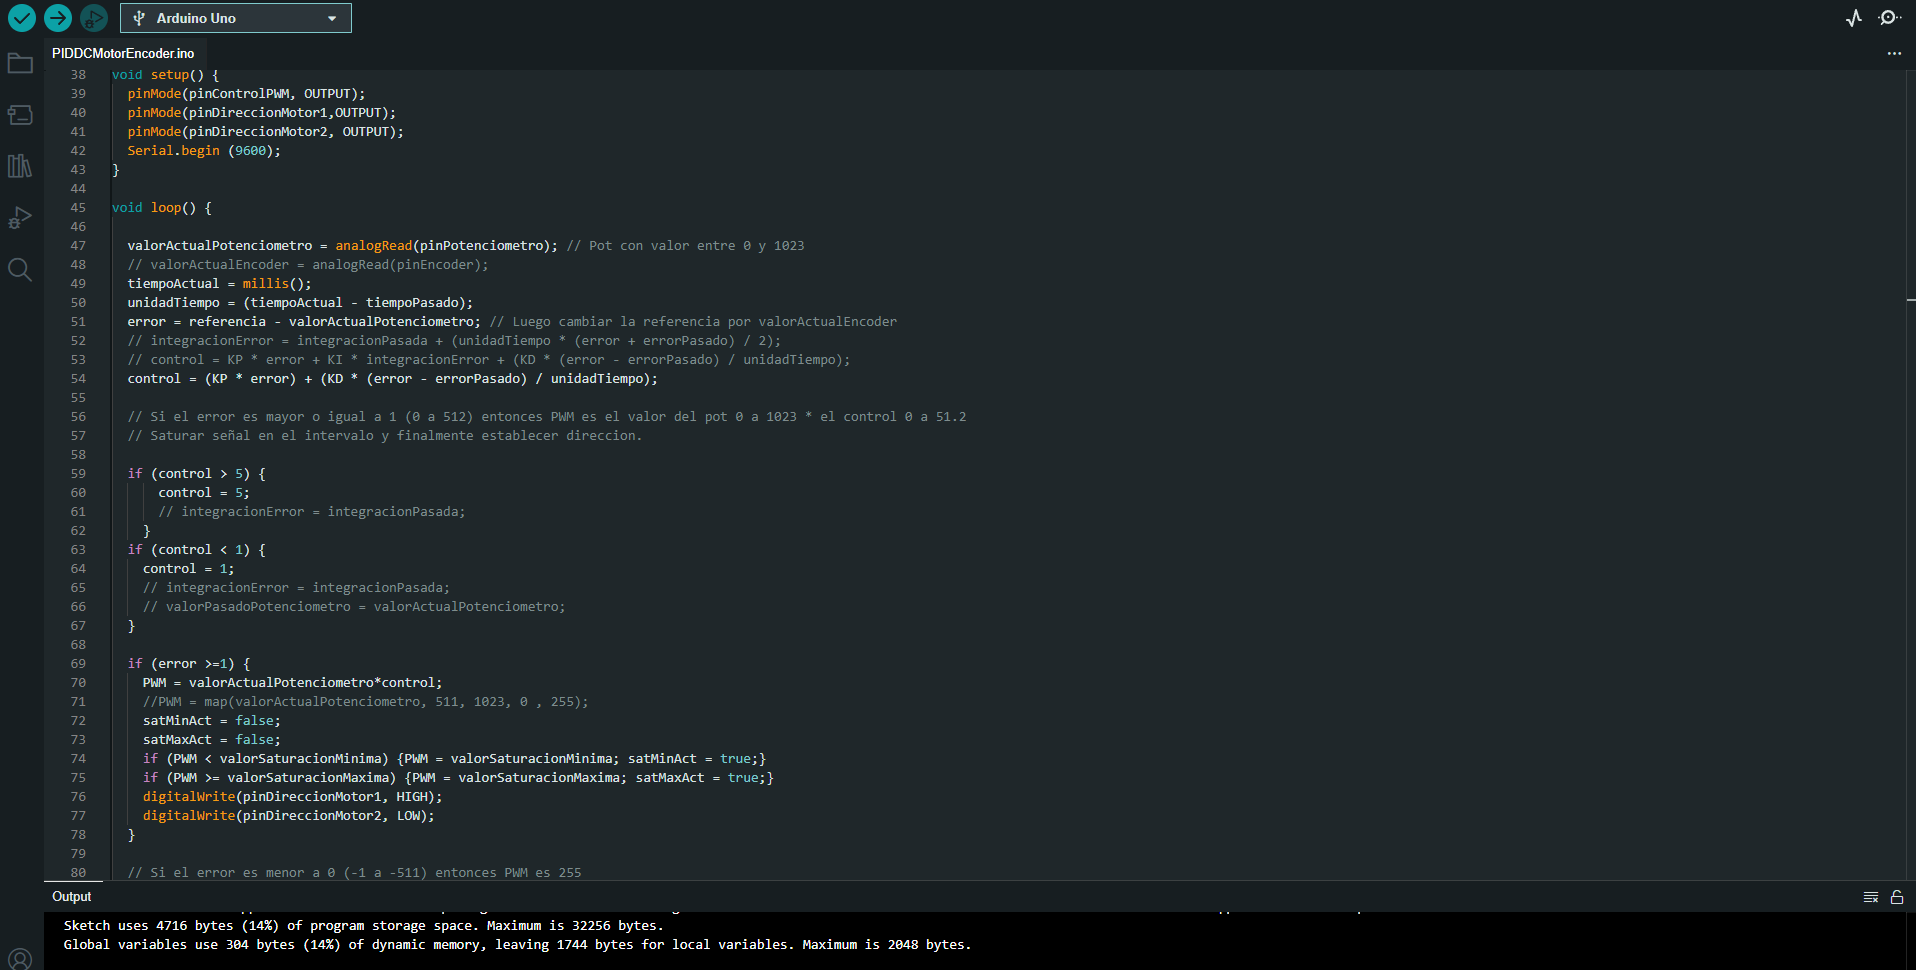 Arduino Uno
PIDDCMotorEncoder.ino
38 void setup() {
39 pinMode(pinControlPWM, OUTPUT);
40 pinMode(pinDireccionMotor1,OUTPUT);
41 pinMode(pinDireccionMotor2, OUTPUT);
42 Serial.begin (9600);
43 }
44
45 void loop() {
46
47 valorActualPotenciometro = analogRead(pinPotenciometro); // Pot con valor entre 0 y 1023
48 // valorActualEncoder = analogRead(pinEncoder);
49 tiempoActual = millis();
50 unidadTiempo = (tiempoActual - tiempoPasado);
51 error = referencia - valorActualPotenciometro; // Luego cambiar la referencia por valorActualEncoder
52 // integracionError = integracionPasada + (unidadTiempo * (error + errorPasado) / 2);
53 // control = KP * error + KI * integracionError + (KD * (error - errorPasado) / unidadTiempo);
54 control = (KP * error) + (KD * (error - errorPasado) / unidadTiempo);
55
56 // Si el error es mayor o igual a 1 (0 a 512) entonces PWM es el valor del pot 0 a 1023 * el control 0 a 51.2
57 // Saturar señal en el intervalo y finalmente establecer direccion.
58
59 if (control > 5) {
60 control = 5;
61 // integracionError = integracionPasada;
62 }
63 if (control < 1) {
64 control = 1;
65 // integracionError = integracionPasada;
66 // valorPasadoPotenciometro = valorActualPotenciometro;
67 }
68
69 if (error >=1) {
70 PWM = valorActualPotenciometro*control;
71 //PWM = map(valorActualPotenciometro, 511, 1023, 0 , 255);
72 satMinAct = false;
73 satMaxAct = false;
74 if (PWM < valorSaturacionMinima) {PWM = valorSaturacionMinima; satMinAct = true;}
75 if (PWM >= valorSaturacionMaxima) {PWM = valorSaturacionMaxima; satMaxAct = true;}
76 digitalWrite(pinDireccionMotor1, HIGH);
77 digitalWrite(pinDireccionMotor2, LOW);
78 }
79
80 // Si el error es menor a 0 (-1 a -511) entonces PWM es 255
Output
Sketch uses 4716 bytes (14%) of program storage space. Maximum is 32256 bytes.
Global variables use 304 bytes (14%) of dynamic memory, leaving 1744 bytes for local variables. Maximum is 2048 bytes.